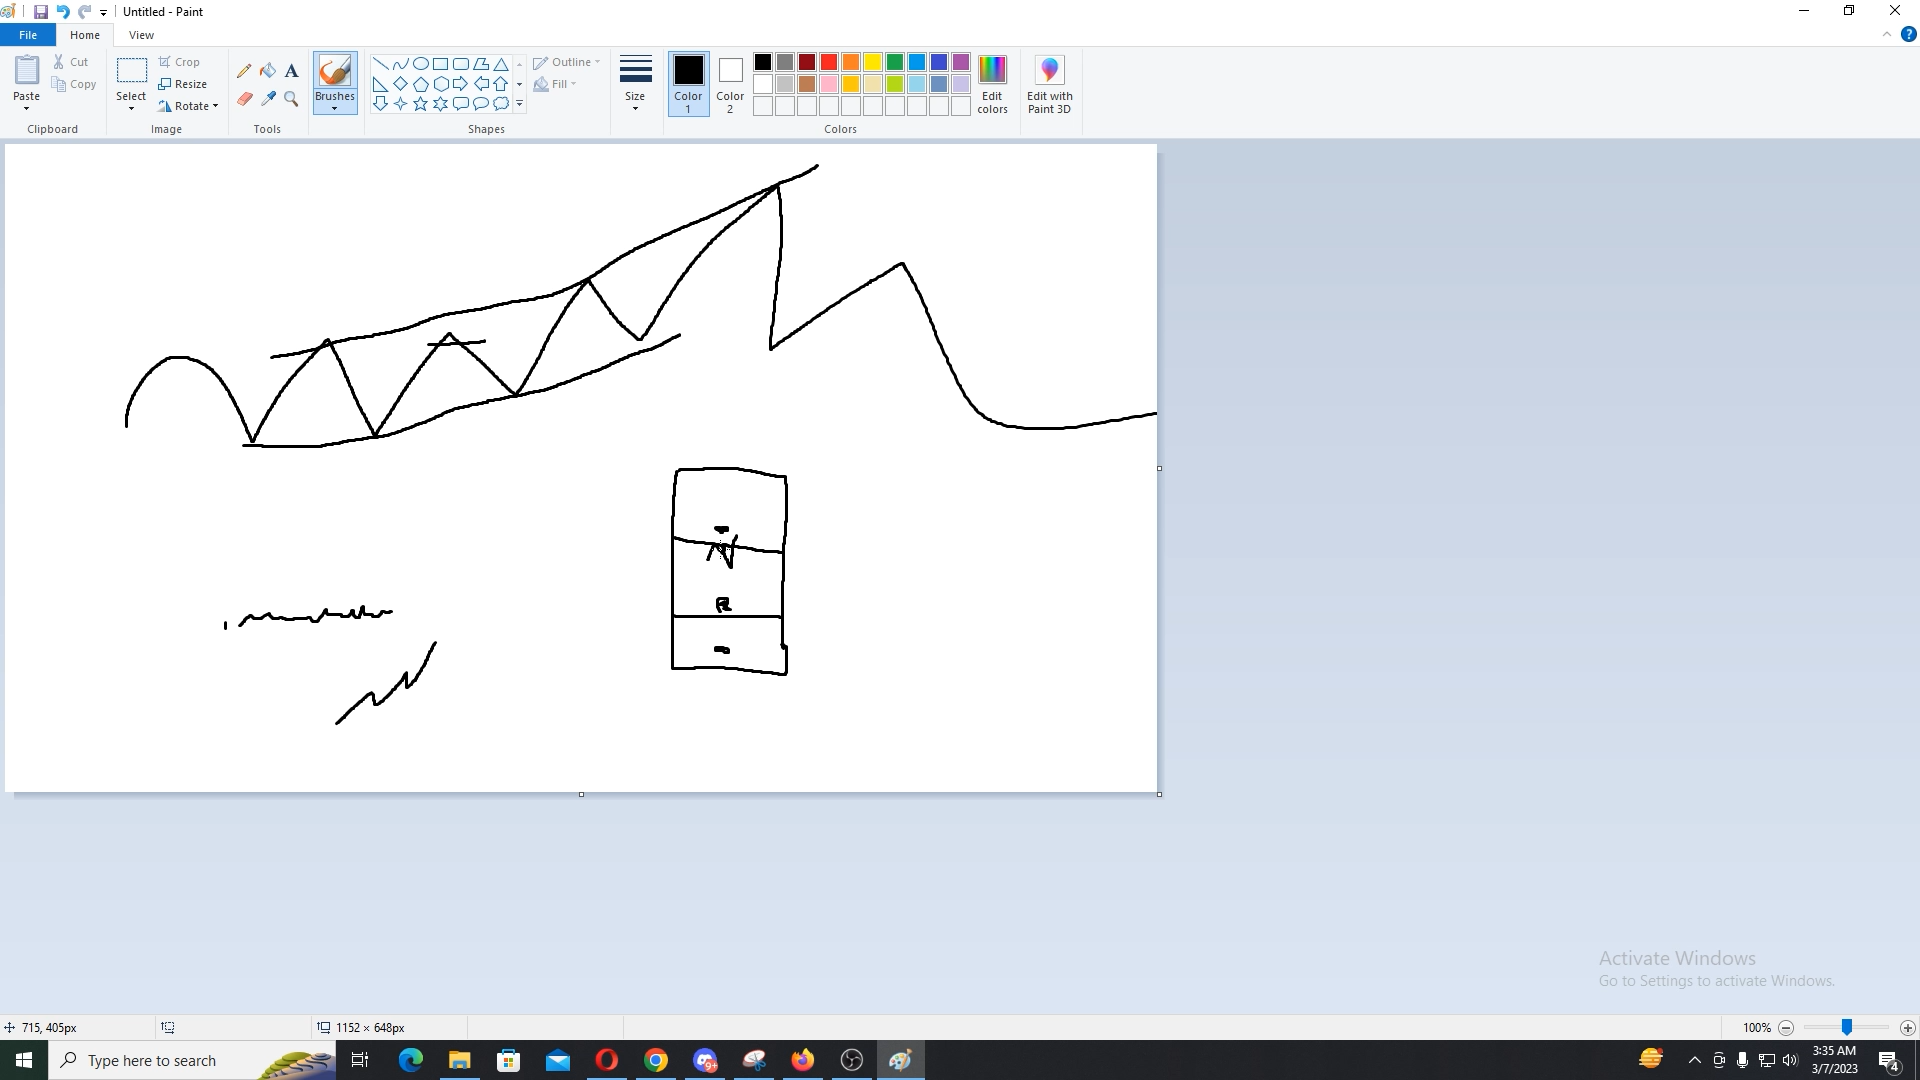 Untitled - Paint
File Home View
Paste
Cut
Copy
Clipboard
Select
Crop
Resize
Rotate
Image
Tools
Brushes
Shapes
Outline
Fill
Size
Color 1
Color 2
Edit colors
Colors
Edit with Paint 3D
Activate Windows
Go to Settings to activate Windows.
715, 405px
1152 × 648px
100%
Type here to search
9+
3:35 AM
3/7/2023
4